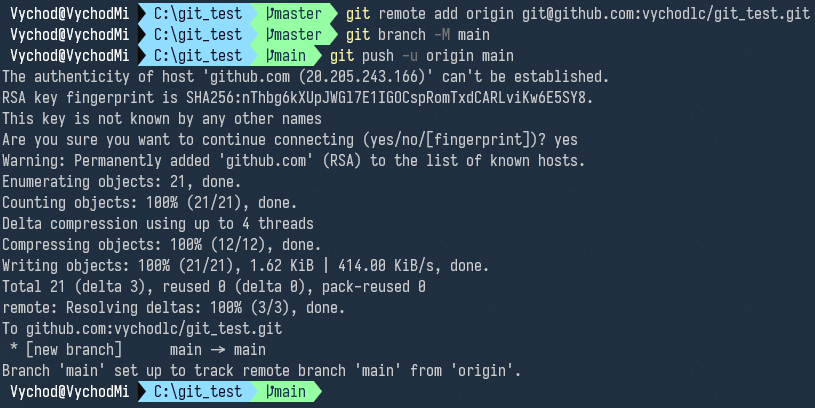 Vychod@VychodMi C:\git_test master git remote add origin git@github.com:vychodlc/git_test.git
Vychod@VychodMi C:\git_test master git branch -M main
Vychod@VychodMi C:\git_test main git push -u origin main
The authenticity of host 'github.com (20.205.243.166)' can't be established.
RSA key fingerprint is SHA256:nThbg6kXUpJWGl7E1IGOCspRomTxdCARLviKw6E5SY8.
This key is not known by any other names
Are you sure you want to continue connecting (yes/no/[fingerprint])? yes
Warning: Permanently added 'github.com' (RSA) to the list of known hosts.
Enumerating objects: 21, done.
Counting objects: 100% (21/21), done.
Delta compression using up to 4 threads
Compressing objects: 100% (12/12), done.
Writing objects: 100% (21/21), 1.62 KiB | 414.00 KiB/s, done.
Total 21 (delta 3), reused 0 (delta 0), pack-reused 0
remote: Resolving deltas: 100% (3/3), done.
To github.com:vychodlc/git_test.git
* [new branch] main -> main
Branch 'main' set up to track remote branch 'main' from 'origin'.
Vychod@VychodMi C:\git_test main